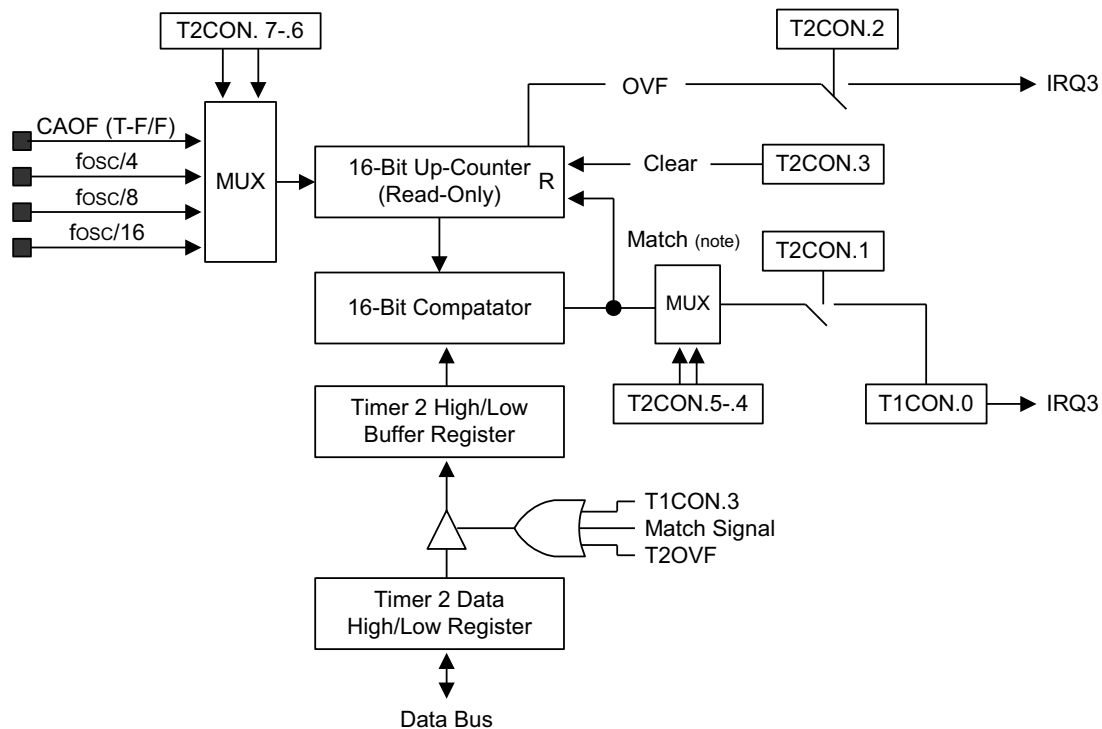 T2CON. 7-.6
T2CON.2
OVF
IRQ3
CAOF (T-F/F)
fosc/4
fosc/8
fosc/16
MUX
16-Bit Up-Counter
(Read-Only)
R
Clear
T2CON.3
Match (note)
T2CON.1
16-Bit Compatator
MUX
Timer 2 High/Low
Buffer Register
T2CON.5-.4
T1CON.0
IRQ3
T1CON.3
Match Signal
T2OVF
Timer 2 Data
High/Low Register
Data Bus